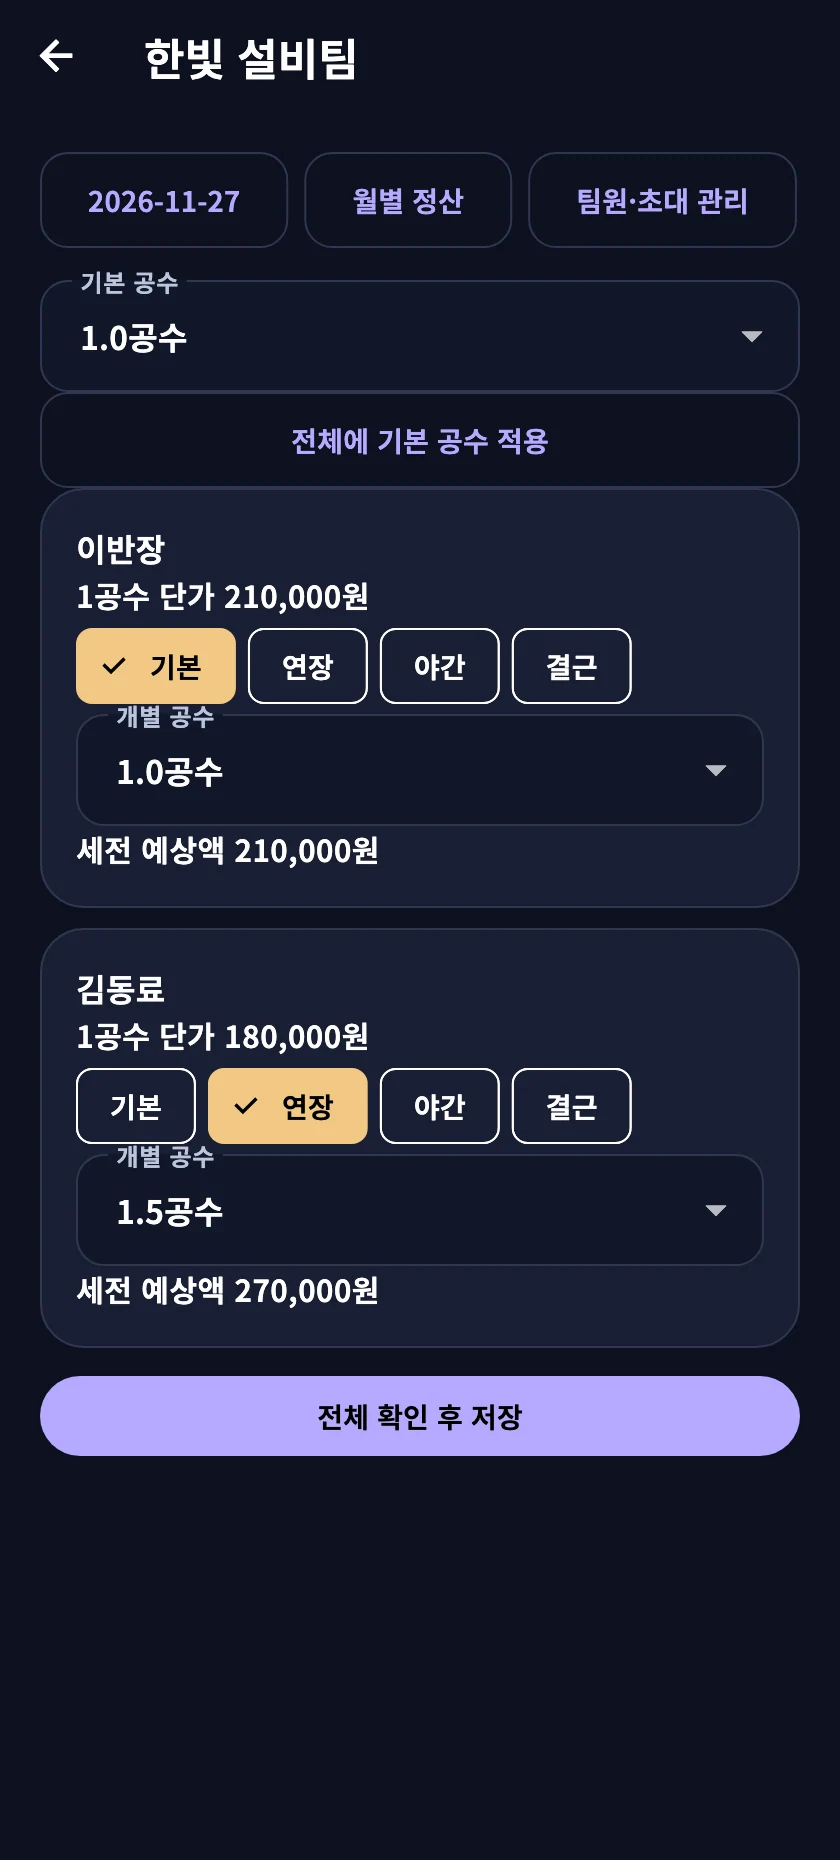 한빛 설비팀
2026-11-27 월별 정산 팀원·초대 관리
기본 공수
1.0공수
전체에 기본 공수 적용
이반장
1공수 단가 210,000원
기본 연장 야간 결근
개별 공수
1.0공수
세전 예상액 210,000원
김동료
1공수 단가 180,000원
기본 연장 야간 결근
개별 공수
1.5공수
세전 예상액 270,000원
전체 확인 후 저장